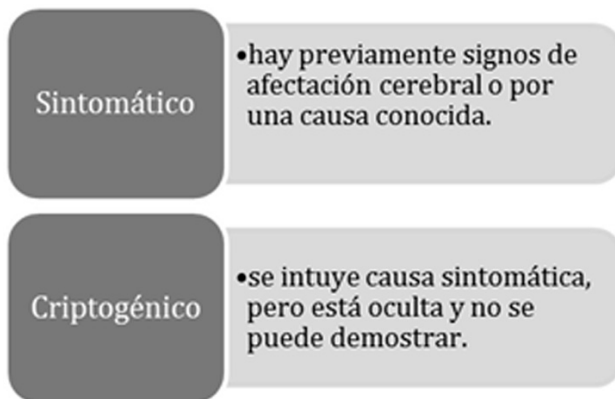 Sintomático
•hay previamente signos de
afectación cerebral o por
una causa conocida.
Criptogénico
•se intuye causa sintomática,
pero está oculta y no se
puede demostrar.